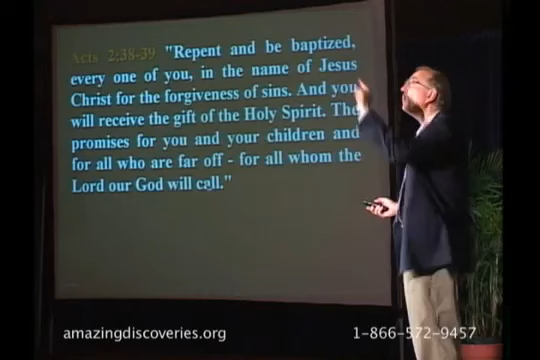 Acts 2:38-39 "Repent and be baptized,
every one of you, in the name of Jesus
Christ for the forgiveness of sins. And you
will receive the gift of the Holy Spirit. The
promises for you and your children and
for all who are far off - for all whom the
Lord our God will call."
amazingdiscoveries.org
1-866-572-9457